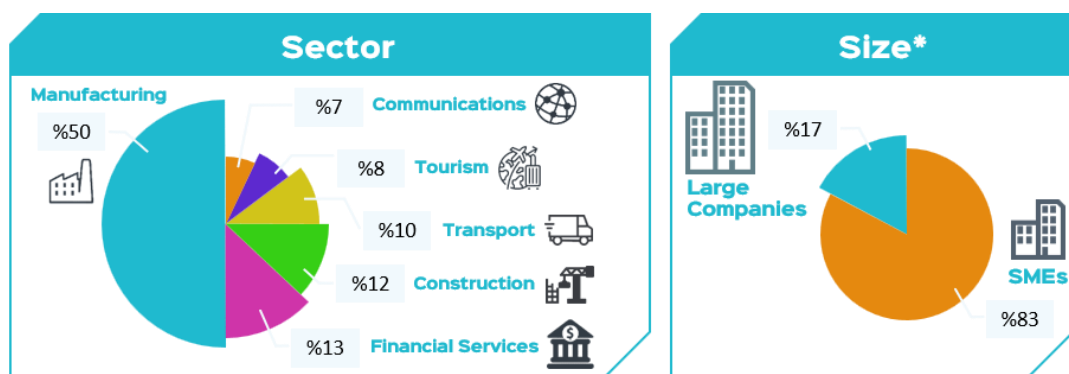 Sector
Manufacturing
%50
%7 Communications
%8 Tourism
%10 Transport
%12 Construction
%13 Financial Services
Size*
%17
Large
Companies
SMEs
%83